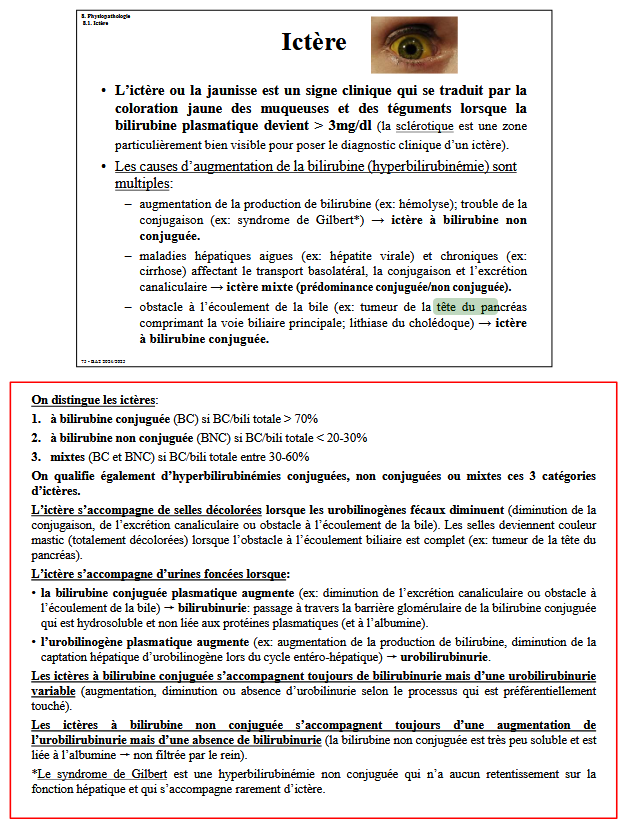 8. Physiopathologie
8.1. Ictère
Ictère
• L’ictère ou la jaunisse est un signe clinique qui se traduit par la
coloration jaune des muqueuses et des téguments lorsque la
bilirubine plasmatique devient > 3mg/dl (la sclérotique est une zone
particulièrement bien visible pour poser le diagnostic clinique d’un ictère).
• Les causes d’augmentation de la bilirubine (hyperbilirubinémie) sont
multiples:
– augmentation de la production de bilirubine (ex: hémolyse); trouble de la
conjugaison (ex: syndrome de Gilbert*) → ictère à bilirubine non
conjuguée.
– maladies hépatiques aigues (ex: hépatite virale) et chroniques (ex:
cirrhose) affectant le transport basolatéral, la conjugaison et l’excrétion
canaliculaire → ictère mixte (prédominance conjuguée/non conjuguée).
– obstacle à l’écoulement de la bile (ex: tumeur de la tête du pancréas
comprimant la voie biliaire principale; lithiase du cholédoque) → ictère
à bilirubine conjuguée.
On distingue les ictères:
1. à bilirubine conjuguée (BC) si BC/bili totale > 70%
2. à bilirubine non conjuguée (BNC) si BC/bili totale < 20-30%
3. mixtes (BC et BNC) si BC/bili totale entre 30-60%
On qualifie également d’hyperbilirubinémies conjuguées, non conjuguées ou mixtes ces 3 catégories
d’ictères.
L’ictère s’accompagne de selles décolorées lorsque les urobilinogènes fécaux diminuent (diminution de la
conjugaison, de l’excrétion canaliculaire ou obstacle à l’écoulement de la bile). Les selles deviennent couleur
mastic (totalement décolorées) lorsque l’obstacle à l’écoulement biliaire est complet (ex: tumeur de la tête du
pancréas).
L’ictère s’accompagne d’urines foncées lorsque:
• la bilirubine conjuguée plasmatique augmente (ex: diminution de l’excrétion canaliculaire ou obstacle à
l’écoulement de la bile) → bilirubinurie: passage à travers la barrière glomérulaire de la bilirubine conjuguée
qui est hydrosoluble et non liée aux protéines plasmatiques (et à l’albumine).
• l’urobilinogène plasmatique augmente (ex: augmentation de la production de bilirubine, diminution de la
captation hépatique d’urobilinogène lors du cycle entéro-hépatique) → urobilirubinurie.
Les ictères à bilirubine conjuguée s’accompagnent toujours de bilirubinurie mais d’une urobilirubinurie
variable (augmentation, diminution ou absence d’urobilinurie selon le processus qui est préférentiellement
touché).
Les ictères à bilirubine non conjuguée s’accompagnent toujours d’une augmentation de
l’urobilirubinurie mais d’une absence de bilirubinurie (la bilirubine non conjuguée est très peu soluble et est
liée à l’albumine → non filtrée par le rein).
*Le syndrome de Gilbert est une hyperbilirubinémie non conjuguée qui n’a aucun retentissement sur la
fonction hépatique et qui s’accompagne rarement d’ictère.